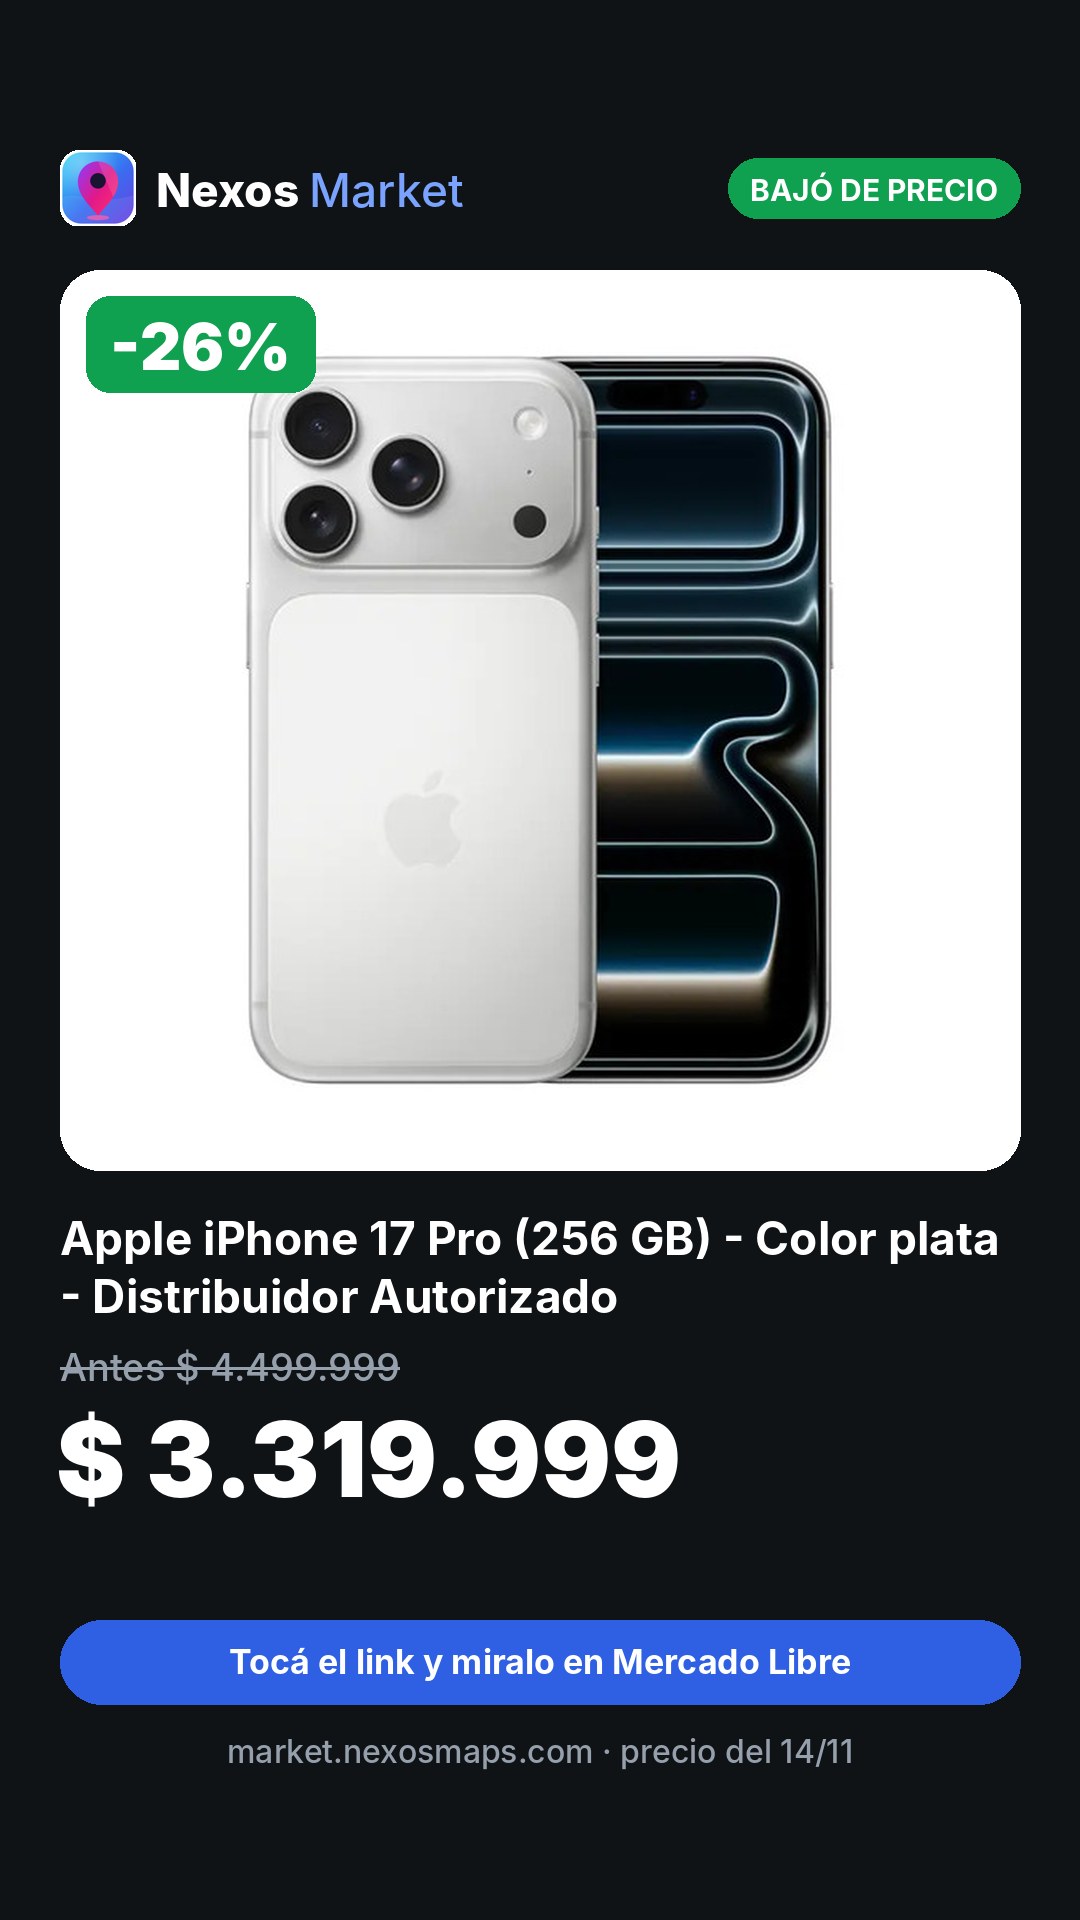 Nexos Market
BAJÓ DE PRECIO
-26%
Apple iPhone 17 Pro (256 GB) - Color plata
- Distribuidor Autorizado
Antes $ 4.499.999
$ 3.319.999
Tocá el link y miralo en Mercado Libre
market.nexosmaps.com · precio del 14/11